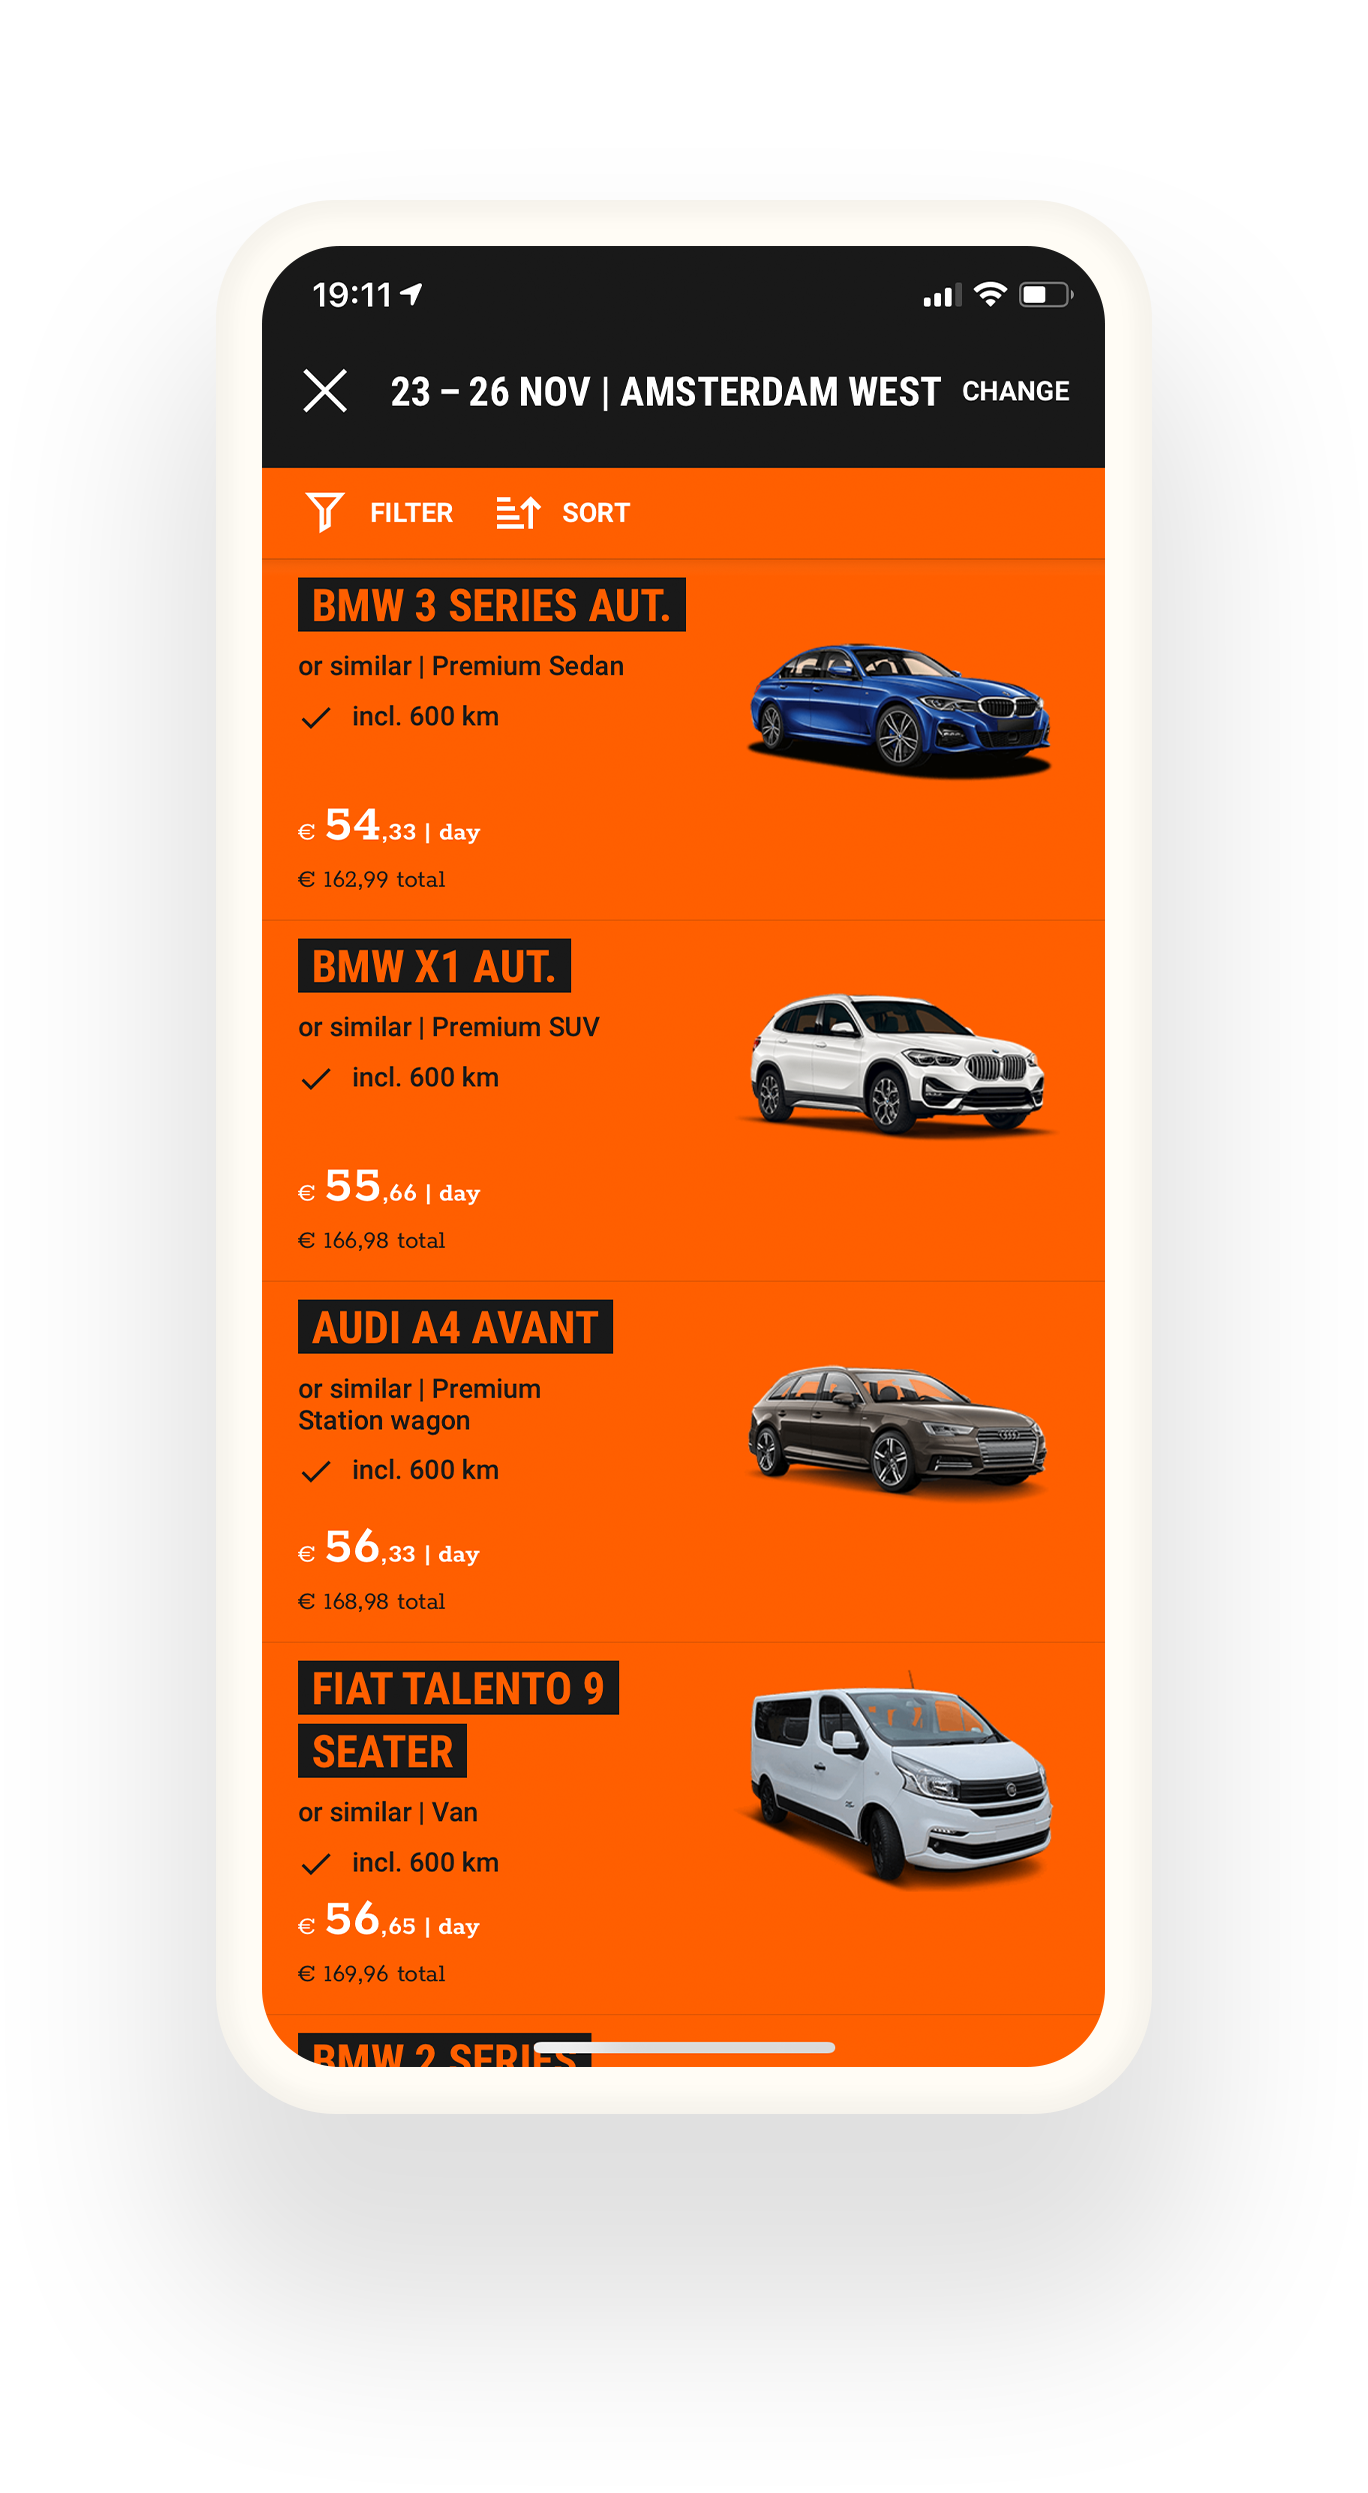 19:11
23 – 26 NOV | AMSTERDAM WEST CHANGE
FILTER SORT
BMW 3 SERIES AUT.
or similar | Premium Sedan
incl. 600 km
€ 54,33 | day
€ 162,99 total
BMW X1 AUT.
or similar | Premium SUV
incl. 600 km
€ 55,66 | day
€ 166,98 total
AUDI A4 AVANT
or similar | Premium
Station wagon
incl. 600 km
€ 56,33 | day
€ 168,98 total
FIAT TALENTO 9
SEATER
or similar | Van
incl. 600 km
€ 56,65 | day
€ 169,96 total
BMW 2 SERIES